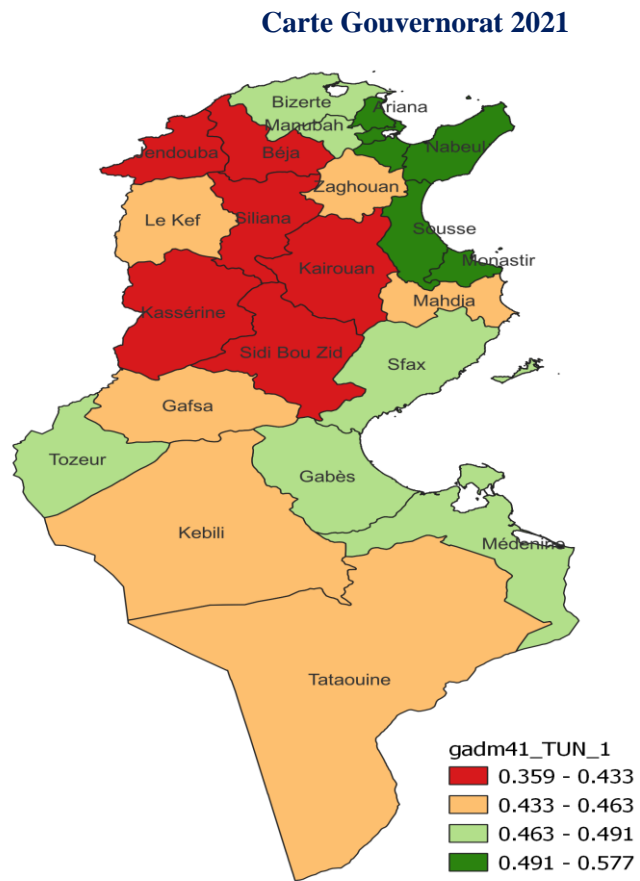 Carte Gouvernorat 2021
Bizerte
Ariana
Manubah
Nabeul
Jendouba
Béja
Zaghouan
Le Kef
Siliana
Sousse
Monastir
Kairouan
Mahdia
Kassérine
Sidi Bou Zid
Sfax
Gafsa
Tozeur
Gabès
Kebili
Médenine
Tataouine
gadm41_TUN_1
0.359 - 0.433
0.433 - 0.463
0.463 - 0.491
0.491 - 0.577